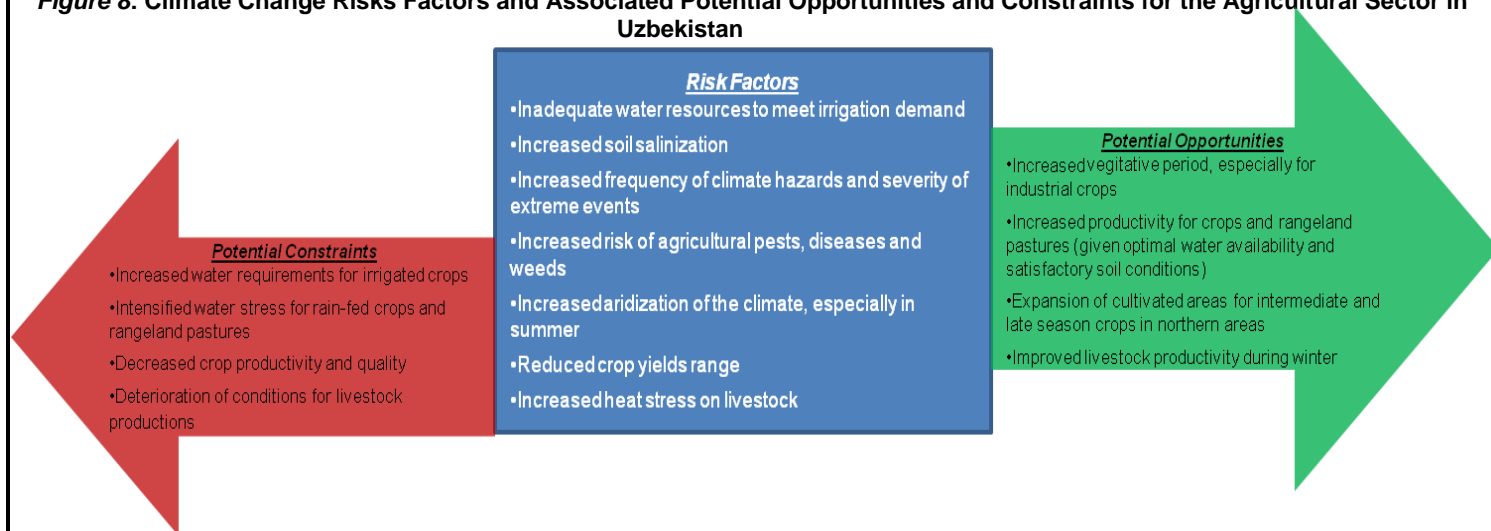 Figure 8: Climate Change Risks Factors and Associated Potential Opportunities and Constraints for the Agricultural Sector in
Uzbekistan
Potential Constraints
•Increased water requirements for irrigated crops
•Intensified water stress for rain-fed crops and
rangeland pastures
•Decreased crop productivity and quality
•Deterioration of conditions for livestock
productions
Risk Factors
•Inadequate water resources to meet irrigation demand
•Increased soil salinization
•Increased frequency of climate hazards and severity of
extreme events
•Increased risk of agricultural pests, diseases and
weeds
•Increased aridization of the climate, especially in
summer
•Reduced crop yields range
•Increased heat stress on livestock
Potential Opportunities
•Increased vegitative period, especially for
industrial crops
•Increased productivity for crops and rangeland
pastures (given optimal water availability and
satisfactory soil conditions)
•Expansion of cultivated areas for intermediate and
late season crops in northern areas
•Improved livestock productivity during winter